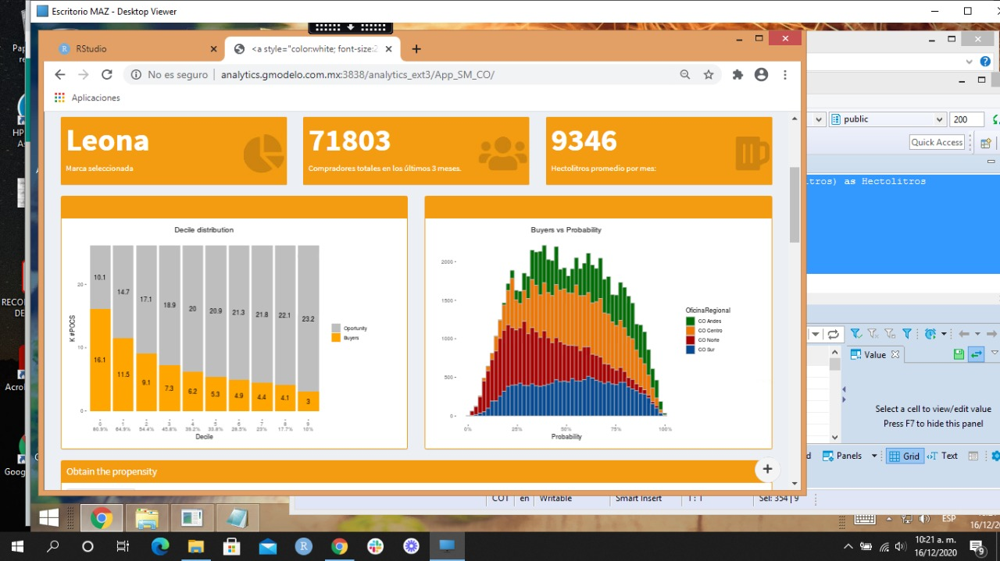 Escritorio MAZ - Desktop Viewer
RStudio
<a style="color:white; font-size:2
No es seguro
analytics.gmodelo.com.mx:3838/analytics_ext3/App_SM_CO/
Aplicaciones
public
200
Quick Access
Leona
Marca seleccionada
71803
Compradores totales en los últimos 3 meses.
9346
Hectolitros promedio por mes:
tros) as Hectolitros
Decile distribution
K #POCS
20
10
0
10.1
14.7
17.1
18.9
20
20.9
21.3
21.8
22.1
23.2
16.1
11.5
9.1
7.3
6.2
5.3
4.9
4.4
4.1
3
0 1 2 3 4 5 6 7 8 9
80.9% 64.9% 54.4% 45.8% 39.2% 33.8% 28.5% 23% 17.7% 10%
Decile
Oportunity
Buyers
Buyers vs Probability
2000
1500
1000
500
0
0% 25% 50% 75% 100%
Probability
OficinaRegional
CO Andes
CO Centro
CO Norte
CO Sur
Obtain the propensity
Value
Select a cell to view/edit value
Press F7 to hide this panel
Panels
Grid
Text
COT
en
Writable
Smart Insert
1 : 1
Sel: 354 | 9
HP
RECO
DE
Acro
Goog
ESP
16/12/2
10:21 a. m.
16/12/2020
9